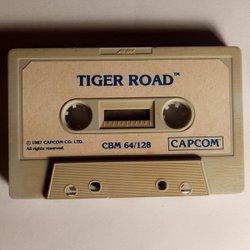 TIGER ROAD™
© 1987 CAPCOM CO. LTD.
All rights reserved.
CBM 64/128
CAPCOM